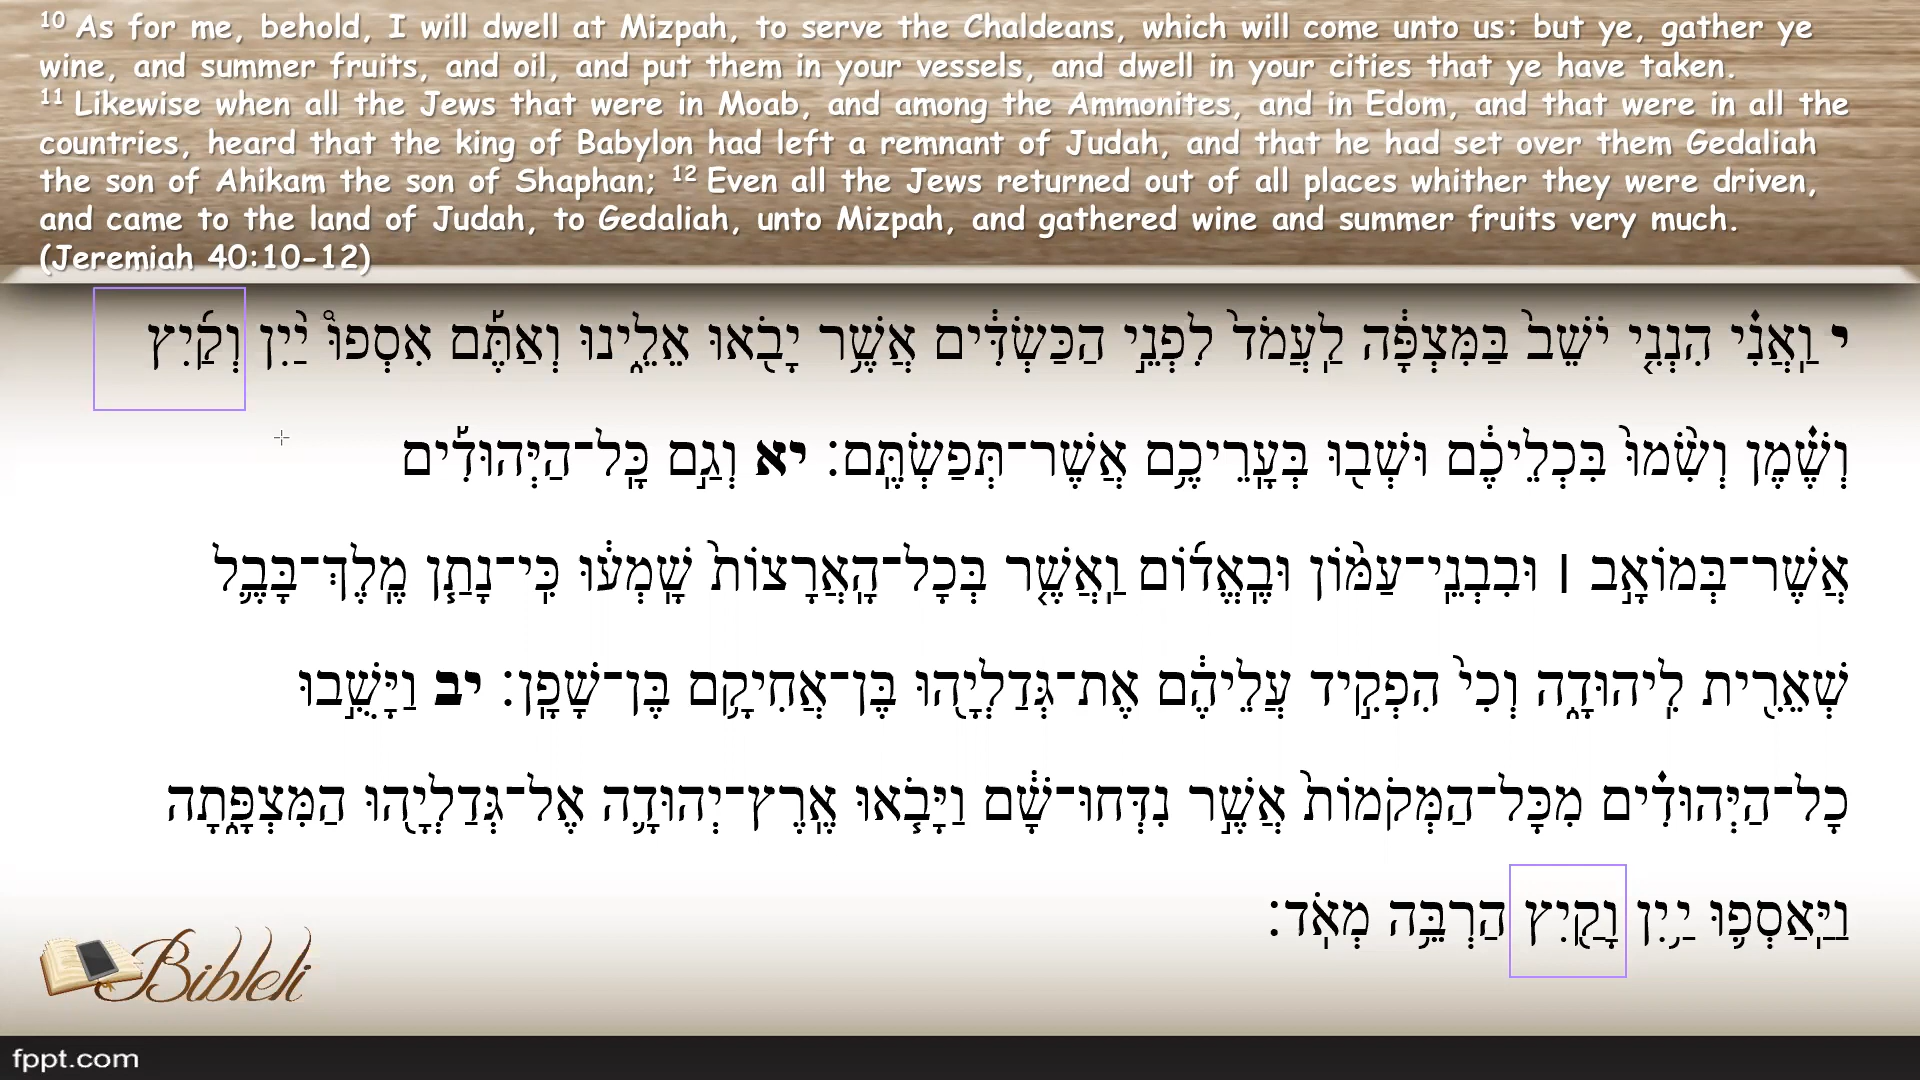 10 As for me, behold, I will dwell at Mizpah, to serve the Chaldeans, which will come unto us: but ye, gather ye
wine, and summer fruits, and oil, and put them in your vessels, and dwell in your cities that ye have taken.
11 Likewise when all the Jews that were in Moab, and among the Ammonites, and in Edom, and that were in all the
countries, heard that the king of Babylon had left a remnant of Judah, and that he had set over them Gedaliah
the son of Ahikam the son of Shaphan; 12 Even all the Jews returned out of all places whither they were driven,
and came to the land of Judah, to Gedaliah, unto Mizpah, and gathered wine and summer fruits very much.
(Jeremiah 40:10-12)
י וַֽאֲנִ֗י הִנְנִ֤י יֹשֵׁב֙ בַּמִּצְפָּ֔ה לַֽעֲמֹד֙ לִפְנֵ֣י הַכַּשְׂדִּ֔ים אֲשֶׁ֥ר יָבֹ֖אוּ אֵלֵ֑ינוּ וְאַתֶּ֡ם אִסְפוּ֩ יַ֨יִן וְקַ֜יִץ
וְשֶׁ֗מֶן וְשִׂ֨מוּ֙ בִּכְלֵיכֶ֔ם וּשְׁב֖וּ בְּעָֽרֵיכֶ֥ם אֲשֶׁר־תְּפַשְׂתֶּֽם׃ יא וְגַ֣ם כָּֽל־הַיְּהוּדִ֡ים
אֲשֶׁר־בְּמוֹאָ֣ב ׀ וּבִבְנֵֽי־עַמּ֨וֹן וּבֶֽאֱד֜וֹם וַֽאֲשֶׁ֤ר בְּכָל־הָֽאֲרָצוֹת֙ שָֽׁמְע֔וּ כִּֽי־נָתַ֧ן מֶֽלֶךְ־בָּבֶ֛ל
שְׁאֵרִ֖ית לִֽיהוּדָ֑ה וְכִי֙ הִפְקִ֣יד עֲלֵיהֶ֔ם אֶת־גְּדַלְיָ֖הוּ בֶּן־אֲחִיקָ֥ם בֶּן־שָׁפָֽן׃ יב וַיָּשֻׁ֣בוּ
כָל־הַיְּהוּדִ֗ים מִכָּל־הַמְּקֹמוֹת֙ אֲשֶׁ֣ר נִדְּחוּ־שָׁ֔ם וַיָּבֹ֧אוּ אֶֽרֶץ־יְהוּדָ֛ה אֶל־גְּדַלְיָ֖הוּ הַמִּצְפָּ֑תָה
וַיַּֽאַסְפ֛וּ יַ֥יִן וָקַ֖יִץ הַרְבֵּ֥ה מְאֹֽד׃
Bibleli
fppt.com